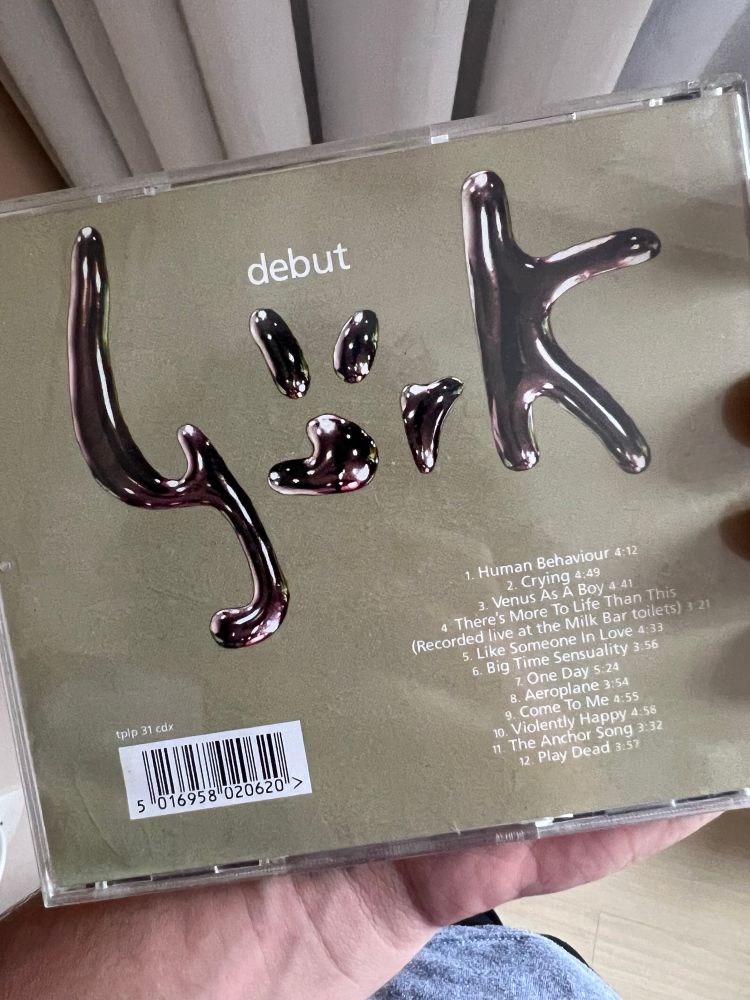 debut
björk
1. Human Behaviour 4:12
2. Crying 4:49
3. Venus As A Boy 4:41
4 There's More To Life Than This
(Recorded live at the Milk Bar toilets) 3 21
5. Like Someone In Love 4:33
6. Big Time Sensuality 3:56
7. One Day 5:24
8. Aeroplane 3:54
9. Come To Me 4:55
10. Violently Happy 4:58
11 The Anchor Song 3:32
12. Play Dead 3:57
tplp 31 cdx
5 016958 020620 >